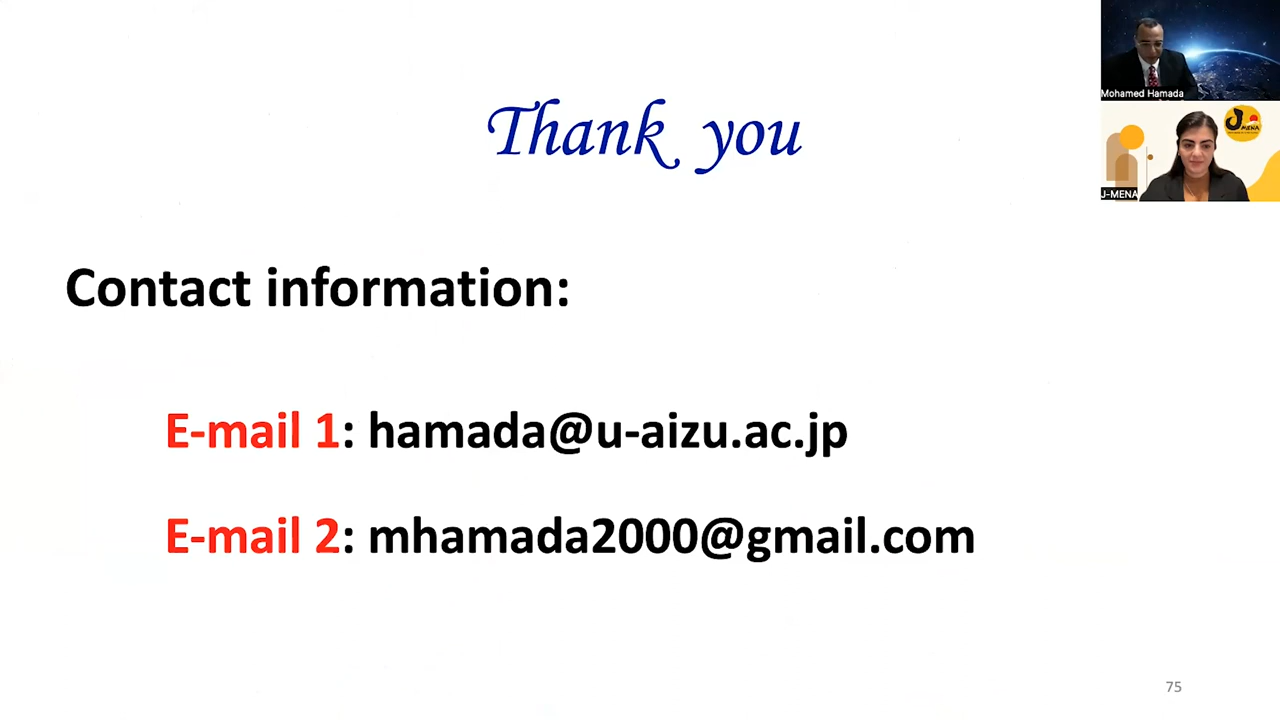 Thank you
Contact information:
E-mail 1: hamada@u-aizu.ac.jp
E-mail 2: mhamada2000@gmail.com
75
Mohamed Hamada
J MENA
J-MENA